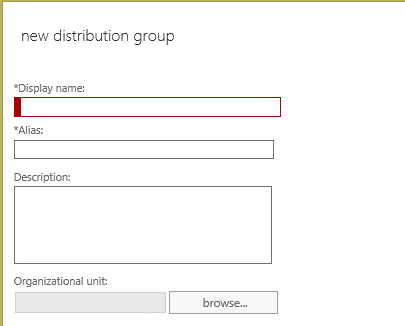 new distribution group
*Display name:
*Alias:
Description:
Organizational unit:
browse...